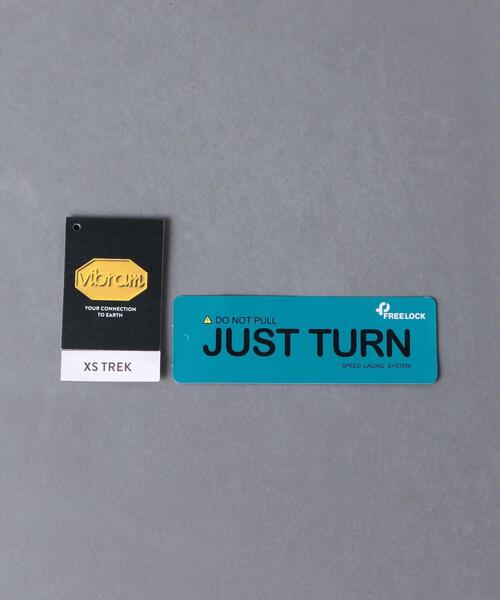 vibram
YOUR CONNECTION
TO EARTH
XS TREK
FREELOCK
DO NOT PULL
JUST TURN
SPEED LACING SYSTEM